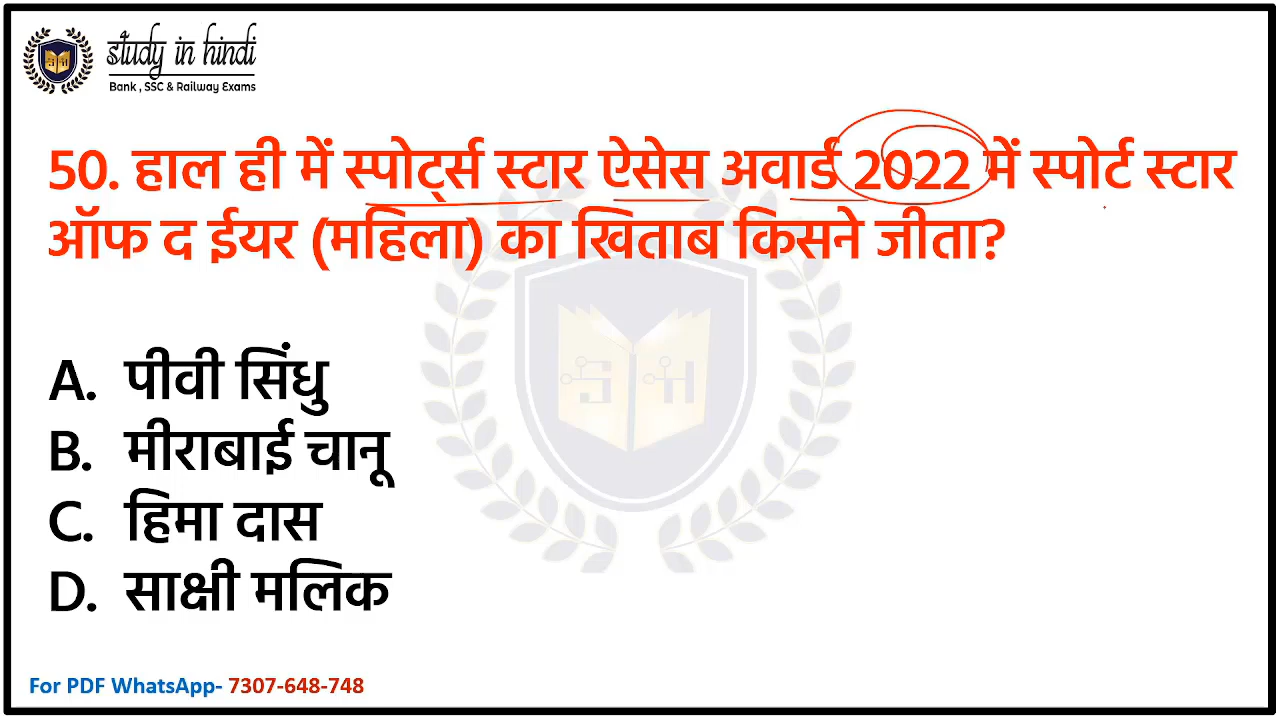 Study in hindi
Bank , SSC & Railway Exams
50. हाल ही में स्पोर्ट्स स्टार ऐसेस अवार्ड 2022 में स्पोर्ट स्टार
ऑफ द ईयर (महिला) का खिताब किसने जीता?
S H
A. पीवी सिंधु
B. मीराबाई चानू
C. हिमा दास
D. साक्षी मलिक
For PDF WhatsApp- 7307-648-748